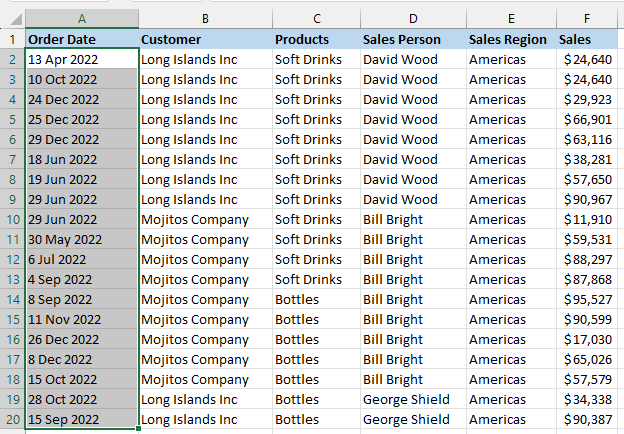 A B C D E F
1 Order Date Customer Products Sales Person Sales Region Sales
2 13 Apr 2022 Long Islands Inc Soft Drinks David Wood Americas $24,640
3 10 Oct 2022 Long Islands Inc Soft Drinks David Wood Americas $24,640
4 24 Dec 2022 Long Islands Inc Soft Drinks David Wood Americas $29,923
5 25 Dec 2022 Long Islands Inc Soft Drinks David Wood Americas $66,901
6 29 Dec 2022 Long Islands Inc Soft Drinks David Wood Americas $63,116
7 18 Jun 2022 Long Islands Inc Soft Drinks David Wood Americas $38,281
8 19 Jun 2022 Long Islands Inc Soft Drinks David Wood Americas $57,650
9 29 Jun 2022 Long Islands Inc Soft Drinks David Wood Americas $90,967
10 29 Jun 2022 Mojitos Company Soft Drinks Bill Bright Americas $11,910
11 30 May 2022 Mojitos Company Soft Drinks Bill Bright Americas $59,531
12 6 Jul 2022 Mojitos Company Soft Drinks Bill Bright Americas $88,297
13 4 Sep 2022 Mojitos Company Soft Drinks Bill Bright Americas $87,868
14 8 Sep 2022 Mojitos Company Bottles Bill Bright Americas $95,527
15 11 Nov 2022 Mojitos Company Bottles Bill Bright Americas $90,599
16 26 Dec 2022 Mojitos Company Bottles Bill Bright Americas $17,030
17 8 Dec 2022 Mojitos Company Bottles Bill Bright Americas $65,026
18 15 Oct 2022 Mojitos Company Bottles Bill Bright Americas $57,579
19 28 Oct 2022 Long Islands Inc Bottles George Shield Americas $34,338
20 15 Sep 2022 Long Islands Inc Bottles George Shield Americas $90,387